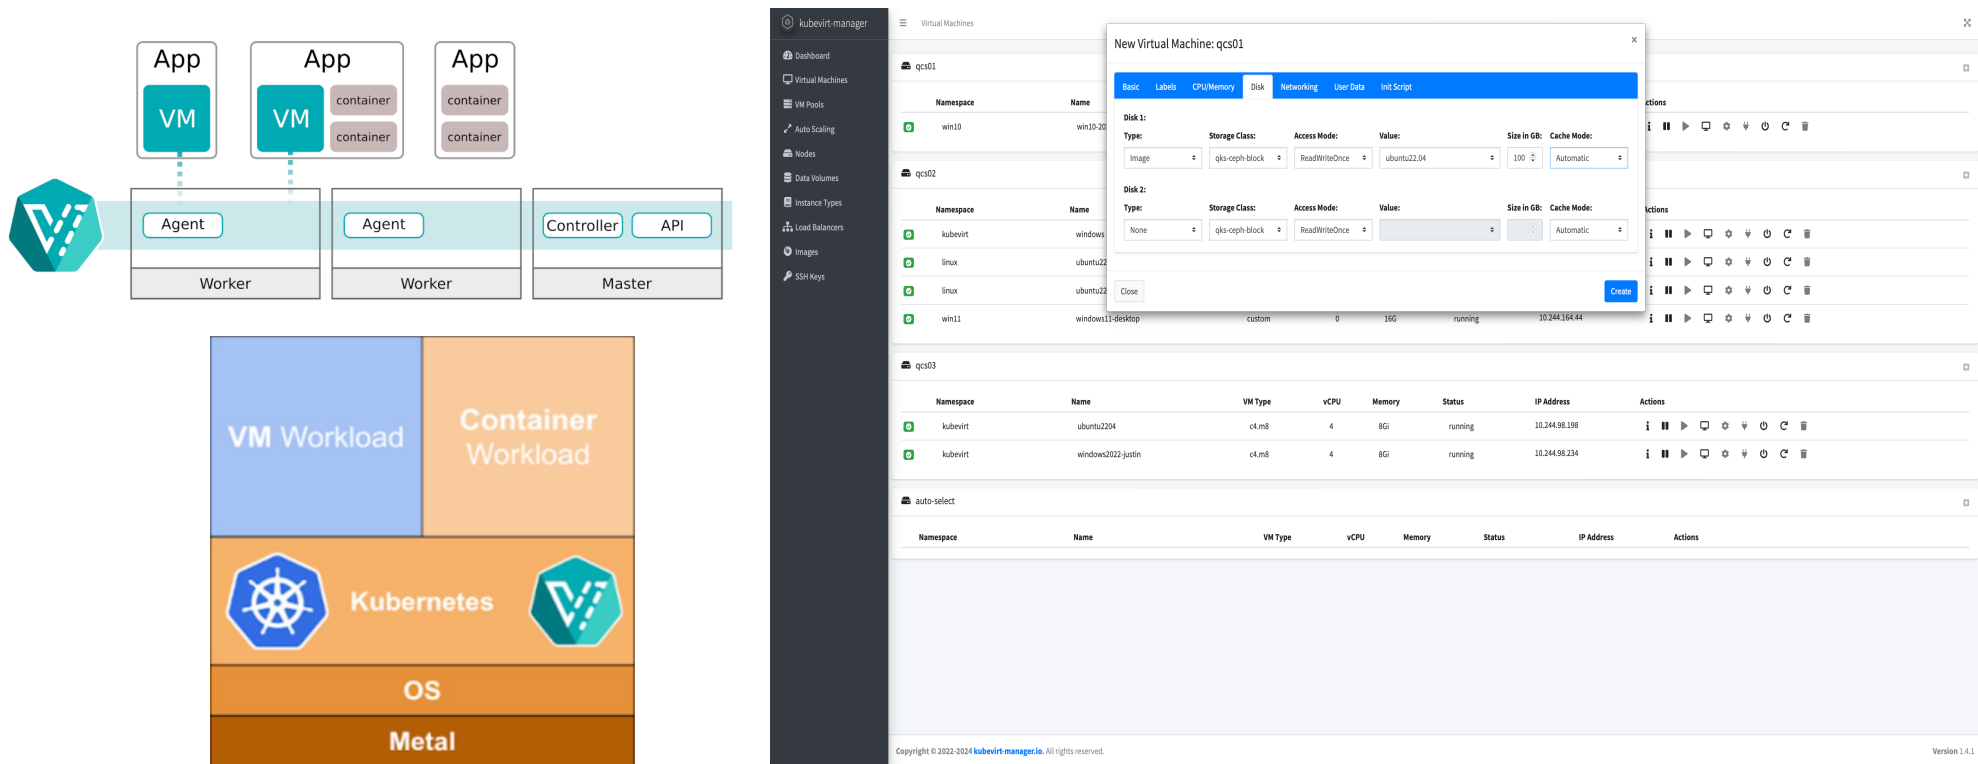 App
App
App
VM
VM
container
container
container
container
Agent
Agent
Controller
API
Worker
Worker
Master
VM Workload
Container
Workload
Kubernetes
OS
Metal
kubevirt-manager
Dashboard
Virtual Machines
VM Pools
Auto Scaling
Nodes
Data Volumes
Instance Types
Load Balancers
Images
SSH Keys
Virtual Machines
New Virtual Machine: qcs01
Basic Labels CPU/Memory Disk Networking User Data Init Script
Disk 1:
Type: Storage Class: Access Mode: Value: Size in GB: Cache Mode:
Image qks-ceph-block ReadWriteOnce ubuntu22.04 100 Automatic
Disk 2:
Type: Storage Class: Access Mode: Value: Size in GB: Cache Mode:
None qks-ceph-block ReadWriteOnce Automatic
Close Create
qcs01
Namespace Name
win10
qcs02
Namespace Name Actions
kubevirt windows
linux
linux
win11 windows11-desktop custom 0 16G running 10.244.164.44
qcs03
Namespace Name VM Type vCPU Memory Status IP Address Actions
kubevirt ubuntu2204 c4.m8 4 8Gi running 10.244.98.198
kubevirt windows2022-justin c4.m8 4 8Gi running 10.244.98.234
auto-select
Namespace Name VM Type vCPU Memory Status IP Address Actions
Copyright © 2022-2024 kubevirt-manager.io. All rights reserved.
Version 1.4.1